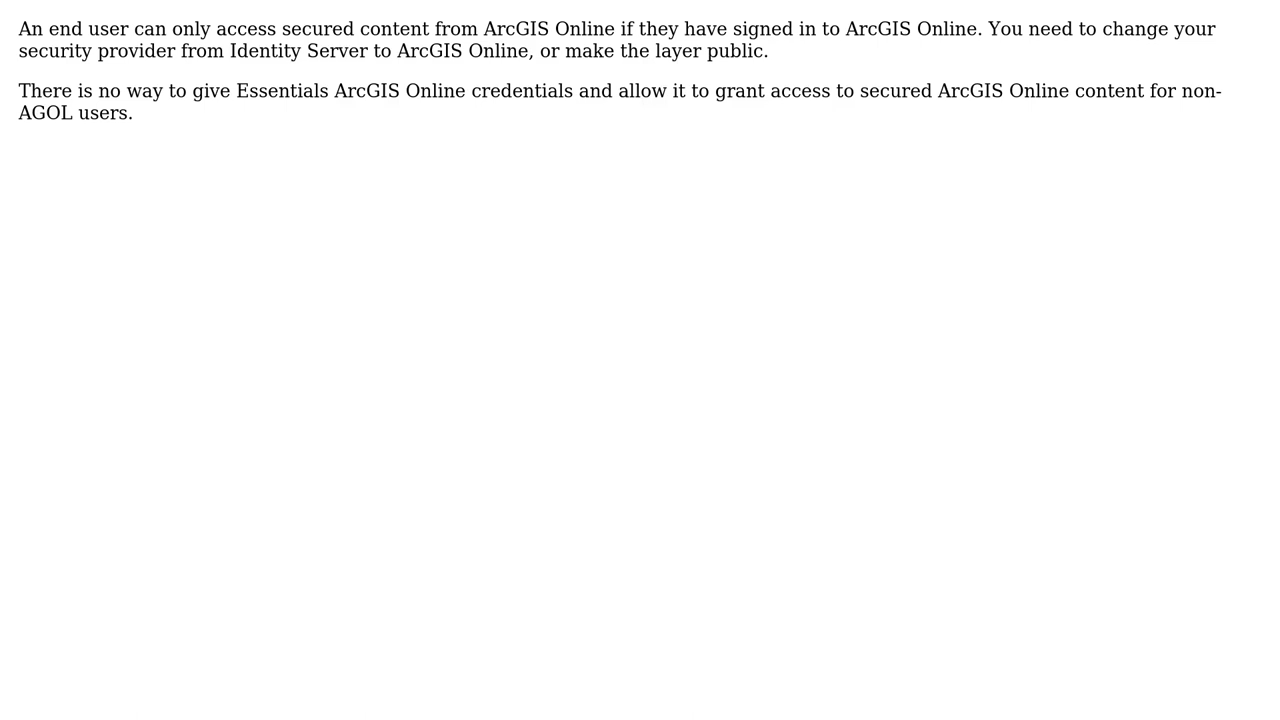 An end user can only access secured content from ArcGIS Online if they have signed in to ArcGIS Online. You need to change your
security provider from Identity Server to ArcGIS Online, or make the layer public.
There is no way to give Essentials ArcGIS Online credentials and allow it to grant access to secured ArcGIS Online content for non-
AGOL users.